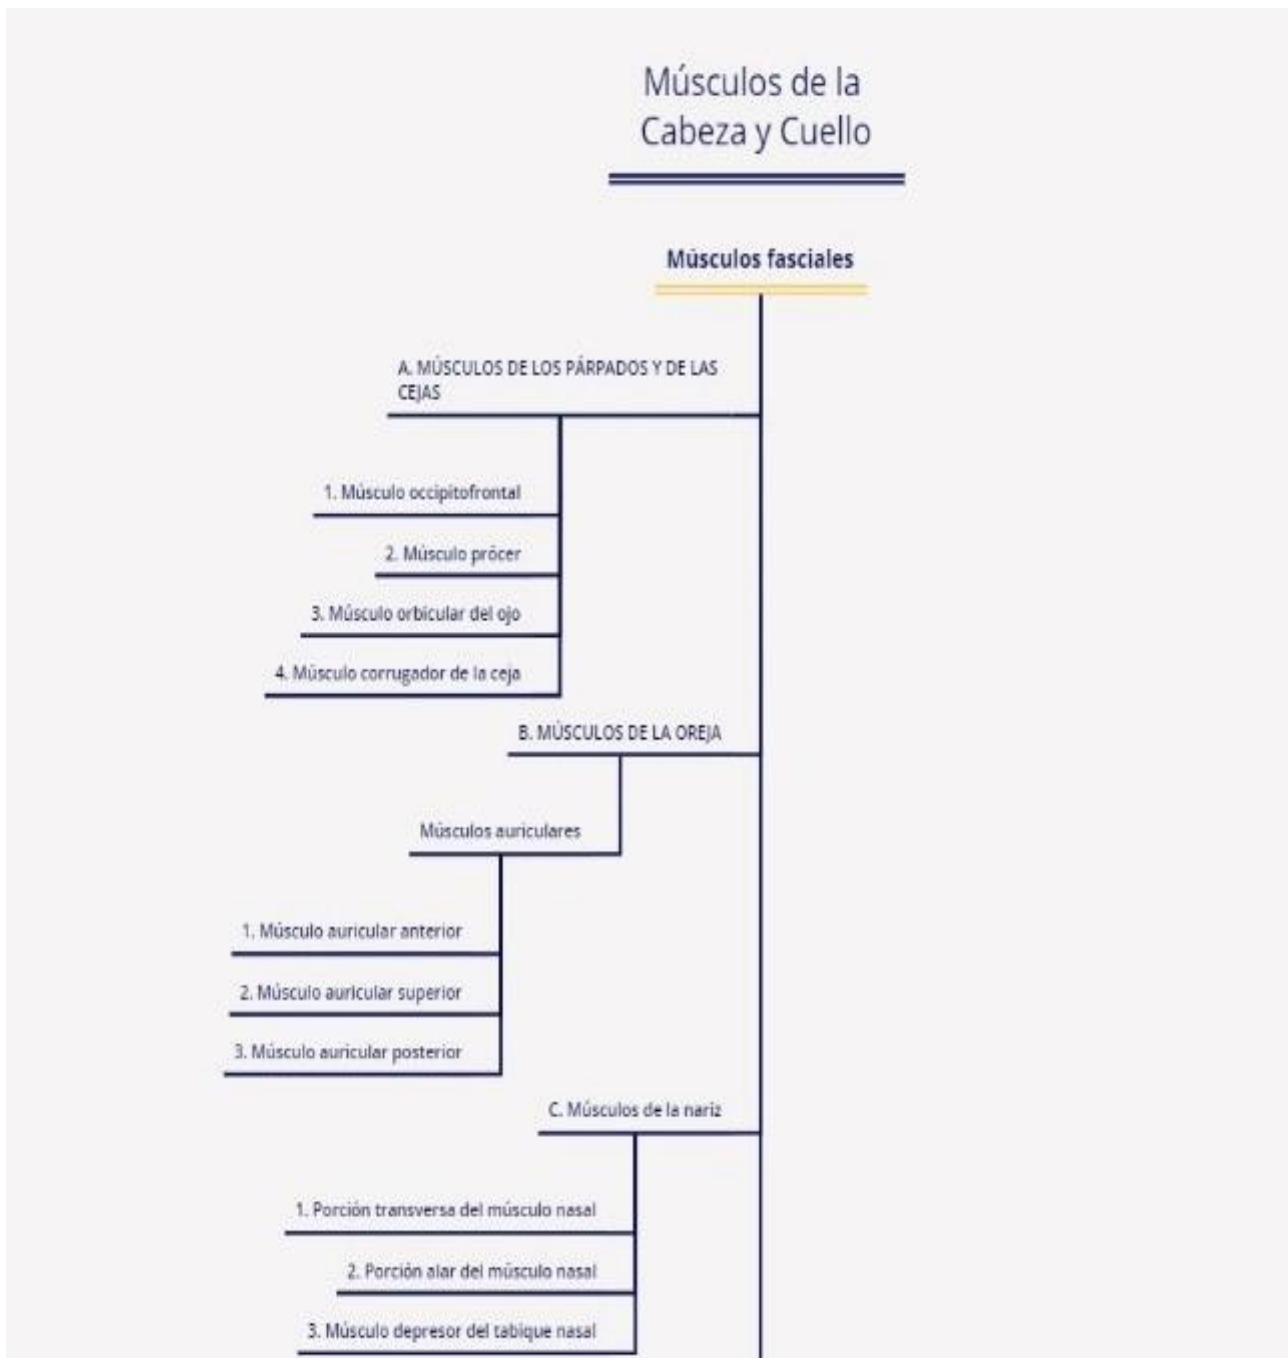 Músculos de la
Cabeza y Cuello
Músculos fasciales
A. MÚSCULOS DE LOS PÁRPADOS Y DE LAS
CEJAS
1. Músculo occipitofrontal
2. Músculo prócer
3. Músculo orbicular del ojo
4. Músculo corrugador de la ceja
B. MÚSCULOS DE LA OREJA
Músculos auriculares
1. Músculo auricular anterior
2. Músculo auricular superior
3. Músculo auricular posterior
C. Músculos de la nariz
1. Porción transversa del músculo nasal
2. Porción alar del músculo nasal
3. Músculo depresor del tabique nasal